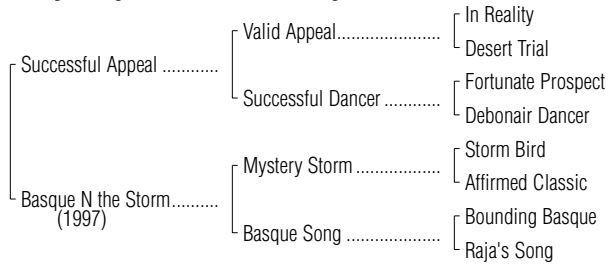 In Reality
Valid Appeal.................
Desert Trial
Successful Appeal ............
Fortunate Prospect
Successful Dancer ............
Debonair Dancer
Storm Bird
Mystery Storm .................
Affirmed Classic
Basque N the Storm..........
(1997)
Bounding Basque
Basque Song ...................
Raja's Song